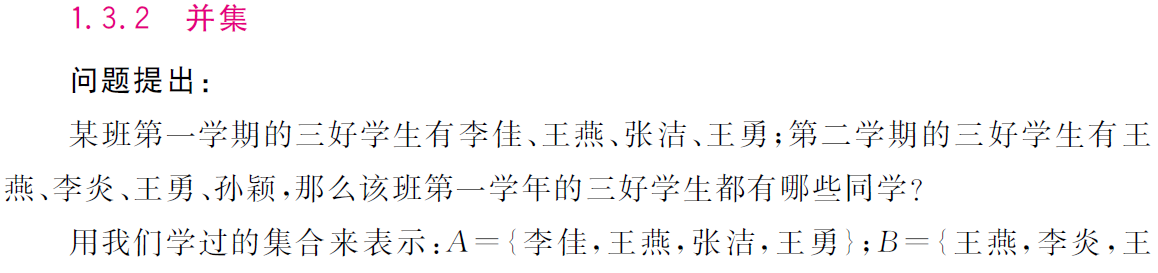 1.3.2 并集
问题提出:
某班第一学期的三好学生有李佳、王燕、张洁、王勇;第二学期的三好学生有王
燕、李炎、王勇、孙颖,那么该班第一学年的三好学生都有哪些同学?
用我们学过的集合来表示:A={李佳,王燕,张洁,王勇};B={王燕,李炎,王